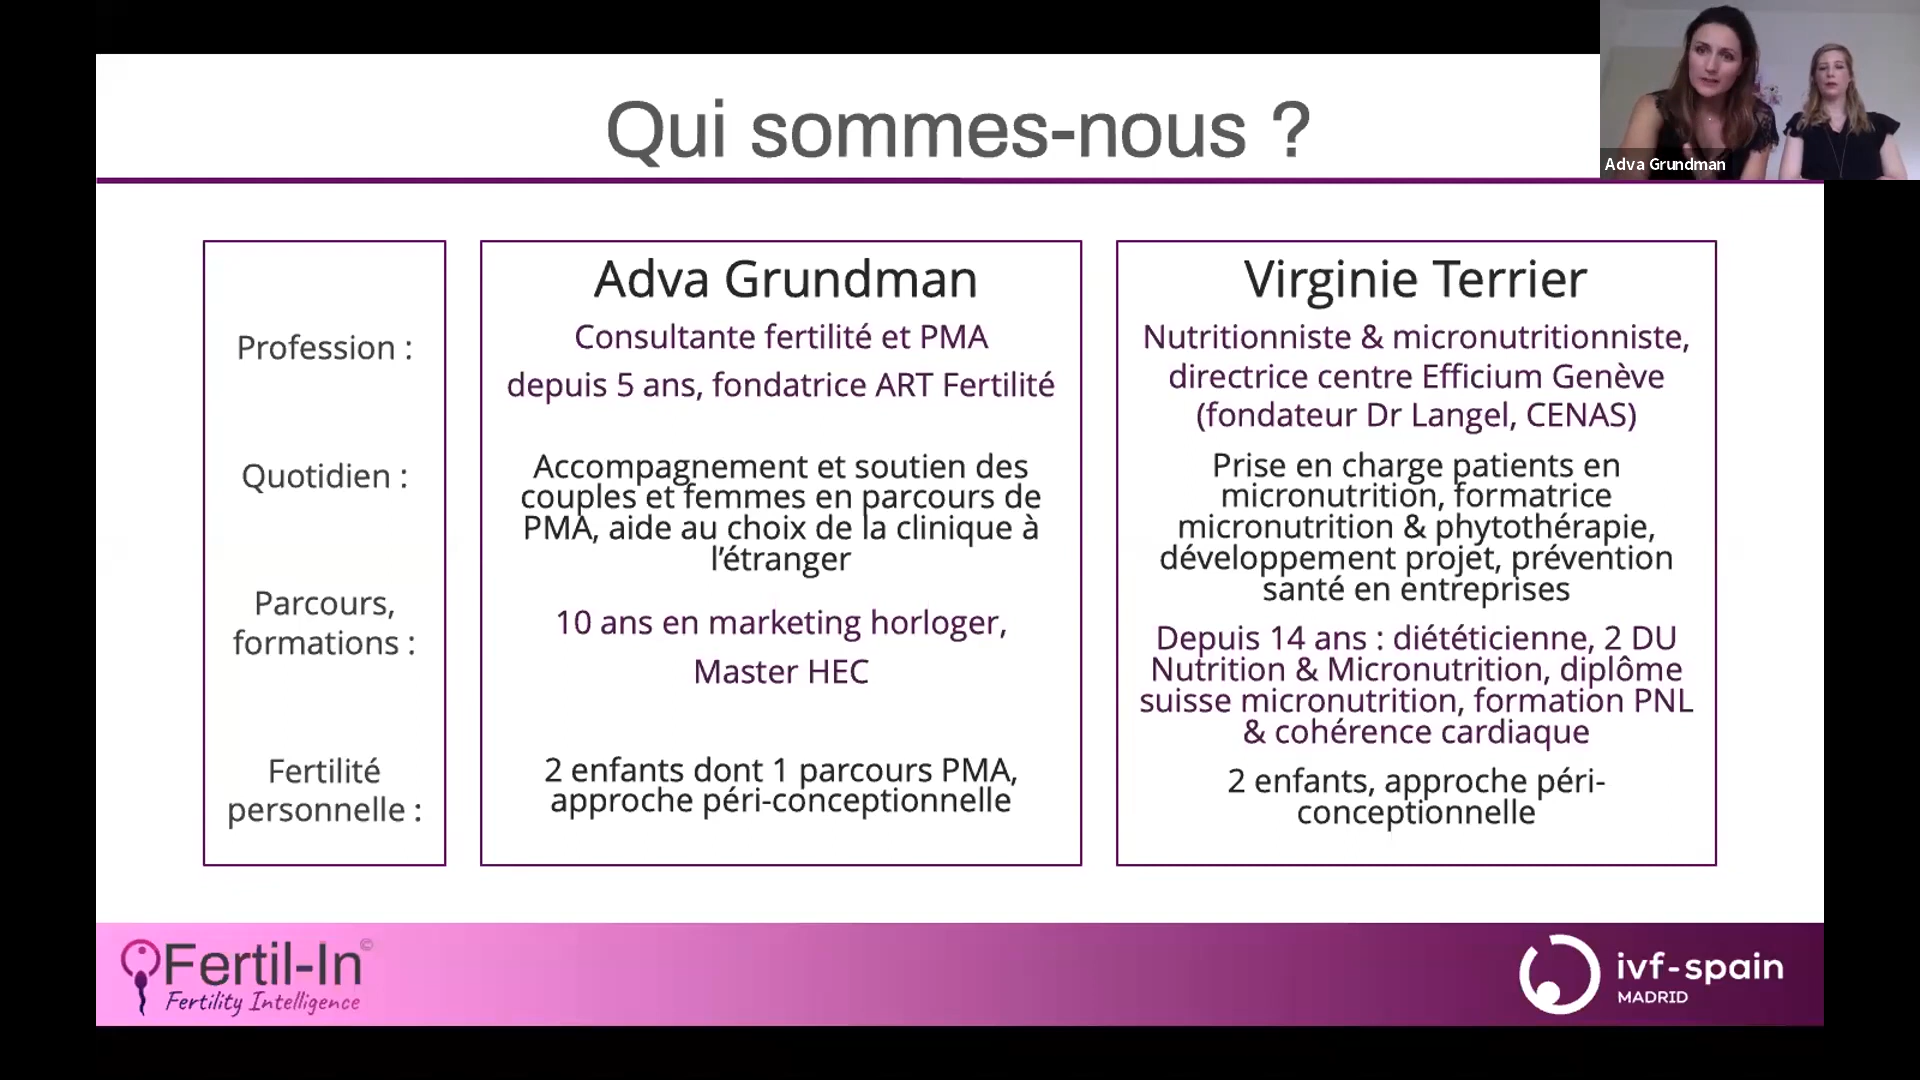 Qui sommes-nous ?
Adva Grundman
Profession :
Quotidien :
Parcours,
formations :
Fertilité
personnelle :
Adva Grundman
Consultante fertilité et PMA
depuis 5 ans, fondatrice ART Fertilité
Accompagnement et soutien des
couples et femmes en parcours de
PMA, aide au choix de la clinique à
l’étranger
10 ans en marketing horloger,
Master HEC
2 enfants dont 1 parcours PMA,
approche péri-conceptionnelle
Virginie Terrier
Nutritionniste & micronutritionniste,
directrice centre Efficium Genève
(fondateur Dr Langel, CENAS)
Prise en charge patients en
micronutrition, formatrice
micronutrition & phytothérapie,
développement projet, prévention
santé en entreprises
Depuis 14 ans : diététicienne, 2 DU
Nutrition & Micronutrition, diplôme
suisse micronutrition, formation PNL
& cohérence cardiaque
2 enfants, approche péri-
conceptionnelle
Fertil-In©
Fertility Intelligence
ivf-spain
MADRID